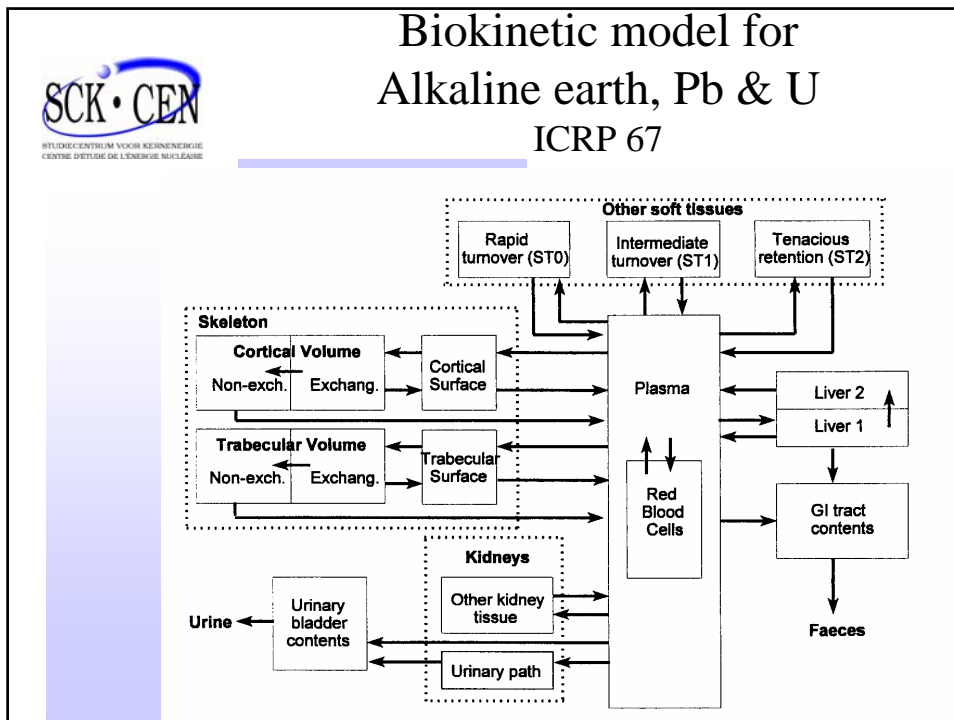 Biokinetic model for
Alkaline earth, Pb & U
ICRP 67
SCK • CEN
STUDIECENTRUM VOOR KERNENERGIE
CENTRE D'ÉTUDE DE L'ÉNERGIE NUCLÉAIRE
Other soft tissues
Rapid
turnover (ST0)
Intermediate
turnover (ST1)
Tenacious
retention (ST2)
Skeleton
Cortical Volume
Non-exch.
Exchang.
Cortical
Surface
Trabecular Volume
Non-exch.
Exchang.
Trabecular
Surface
Plasma
Red
Blood
Cells
Liver 2
Liver 1
GI tract
contents
Faeces
Kidneys
Other kidney
tissue
Urinary path
Urinary
bladder
contents
Urine